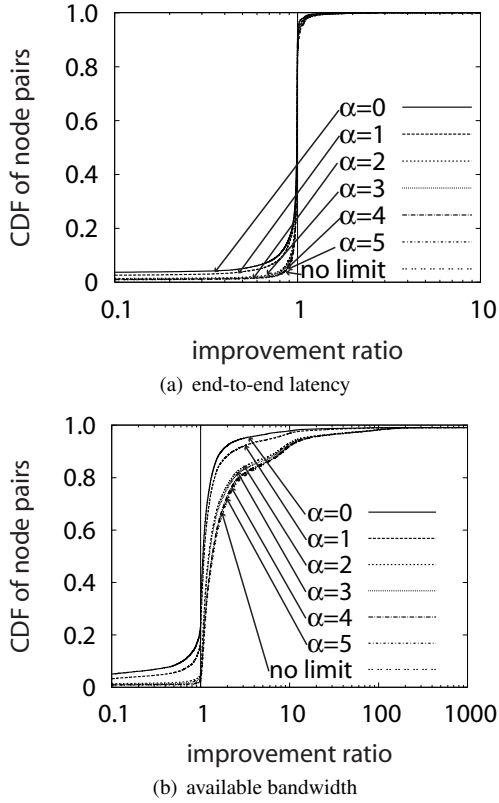 1.0
0.8
0.6
0.4
0.2
0
CDF of node pairs
α=0
α=1
α=2
α=3
α=4
α=5
no limit
0.1
1
10
improvement ratio
(a) end-to-end latency
1.0
0.8
0.6
0.4
0.2
0
CDF of node pairs
α=0
α=1
α=2
α=3
α=4
α=5
no limit
0.1
1
10
100
1000
improvement ratio
(b) available bandwidth